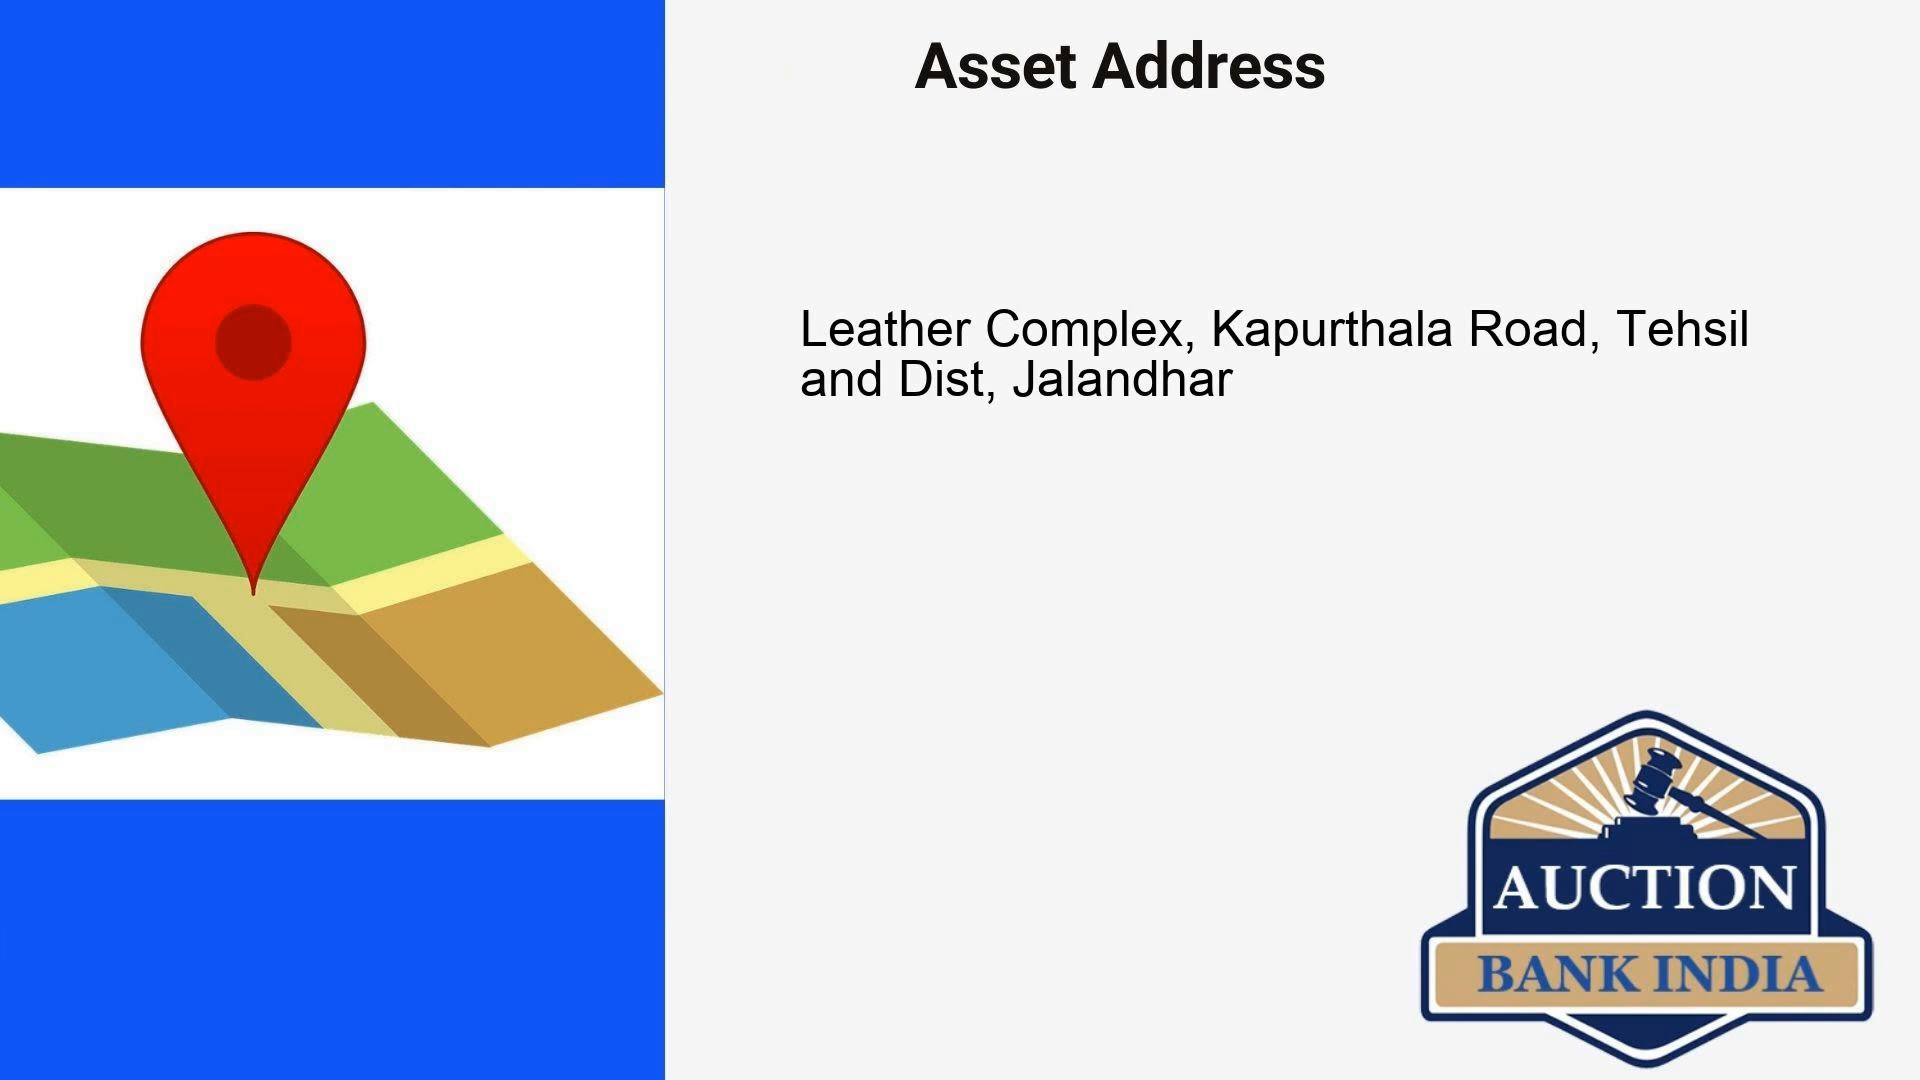 Asset Address
Leather Complex, Kapurthala Road, Tehsil
and Dist, Jalandhar
AUCTION
BANK INDIA